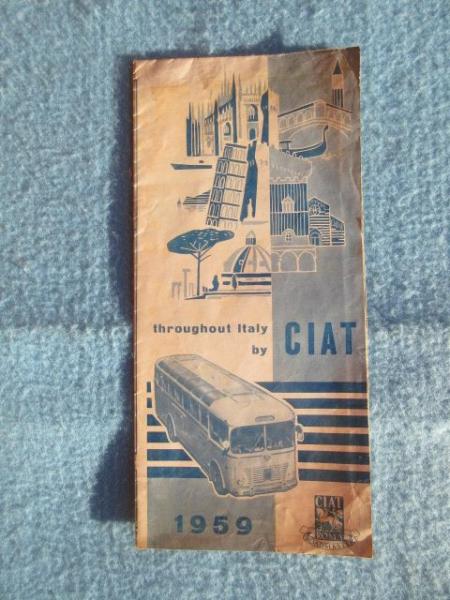 throughout Italy
by CIAT
1959
CIAT